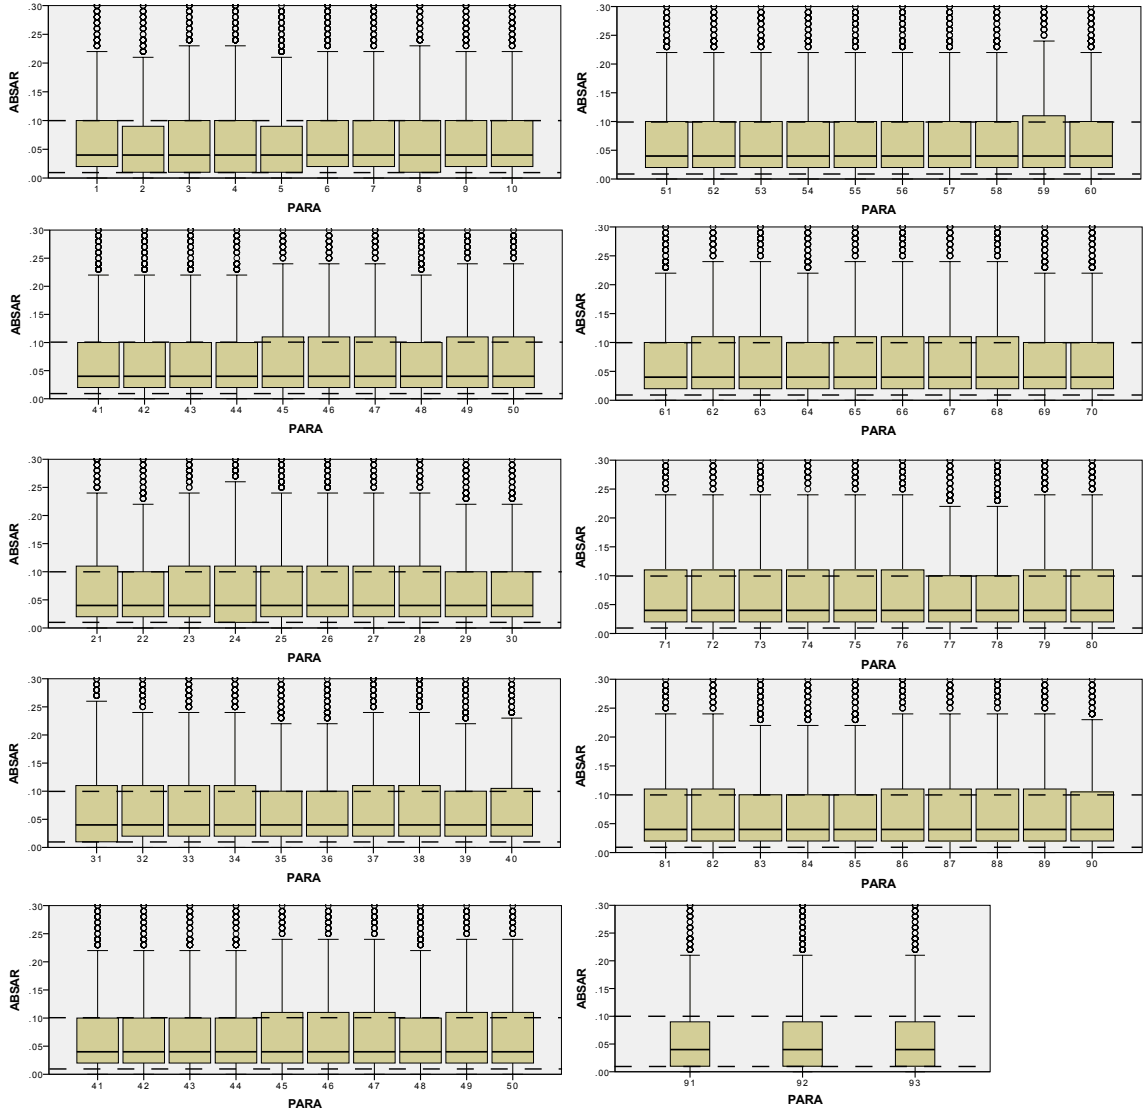 .30
.25
.20
.15
.10
.05
.00
ABSAR
1 2 3 4 5 6 7 8 9 10
PARA
.30
.25
.20
.15
.10
.05
.00
ABSAR
51 52 53 54 55 56 57 58 59 60
PARA
.30
.25
.20
.15
.10
.05
.00
ABSAR
41 42 43 44 45 46 47 48 49 50
PARA
.30
.25
.20
.15
.10
.05
.00
ABSAR
61 62 63 64 65 66 67 68 69 70
PARA
.30
.25
.20
.15
.10
.05
.00
ABSAR
21 22 23 24 25 26 27 28 29 30
PARA
.30
.25
.20
.15
.10
.05
.00
ABSAR
71 72 73 74 75 76 77 78 79 80
PARA
.30
.25
.20
.15
.10
.05
.00
ABSAR
31 32 33 34 35 36 37 38 39 40
PARA
.30
.25
.20
.15
.10
.05
.00
ABSAR
81 82 83 84 85 86 87 88 89 90
PARA
.30
.25
.20
.15
.10
.05
.00
ABSAR
41 42 43 44 45 46 47 48 49 50
PARA
.30
.25
.20
.15
.10
.05
.00
ABSAR
91 92 93
PARA